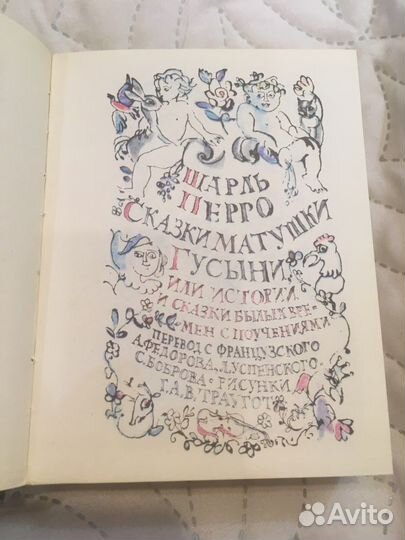 ШАРЛЬ
ПЕРРО
СКАЗКИ МАТУШКИ
ГУСЫНИ,
ИЛИ ИСТОРИИ
И СКАЗКИ БЫЛЫХ ВРЕ-
МЕН С ПОУЧЕНИЯМИ
ПЕРЕВОД С ФРАНЦУЗСКОГО
А.ФЕДОРОВА, Л.УСПЕНСКОГО,
С.БОБРОВА • РИСУНКИ
Г.А.В. ТРАУГОТ
Avito